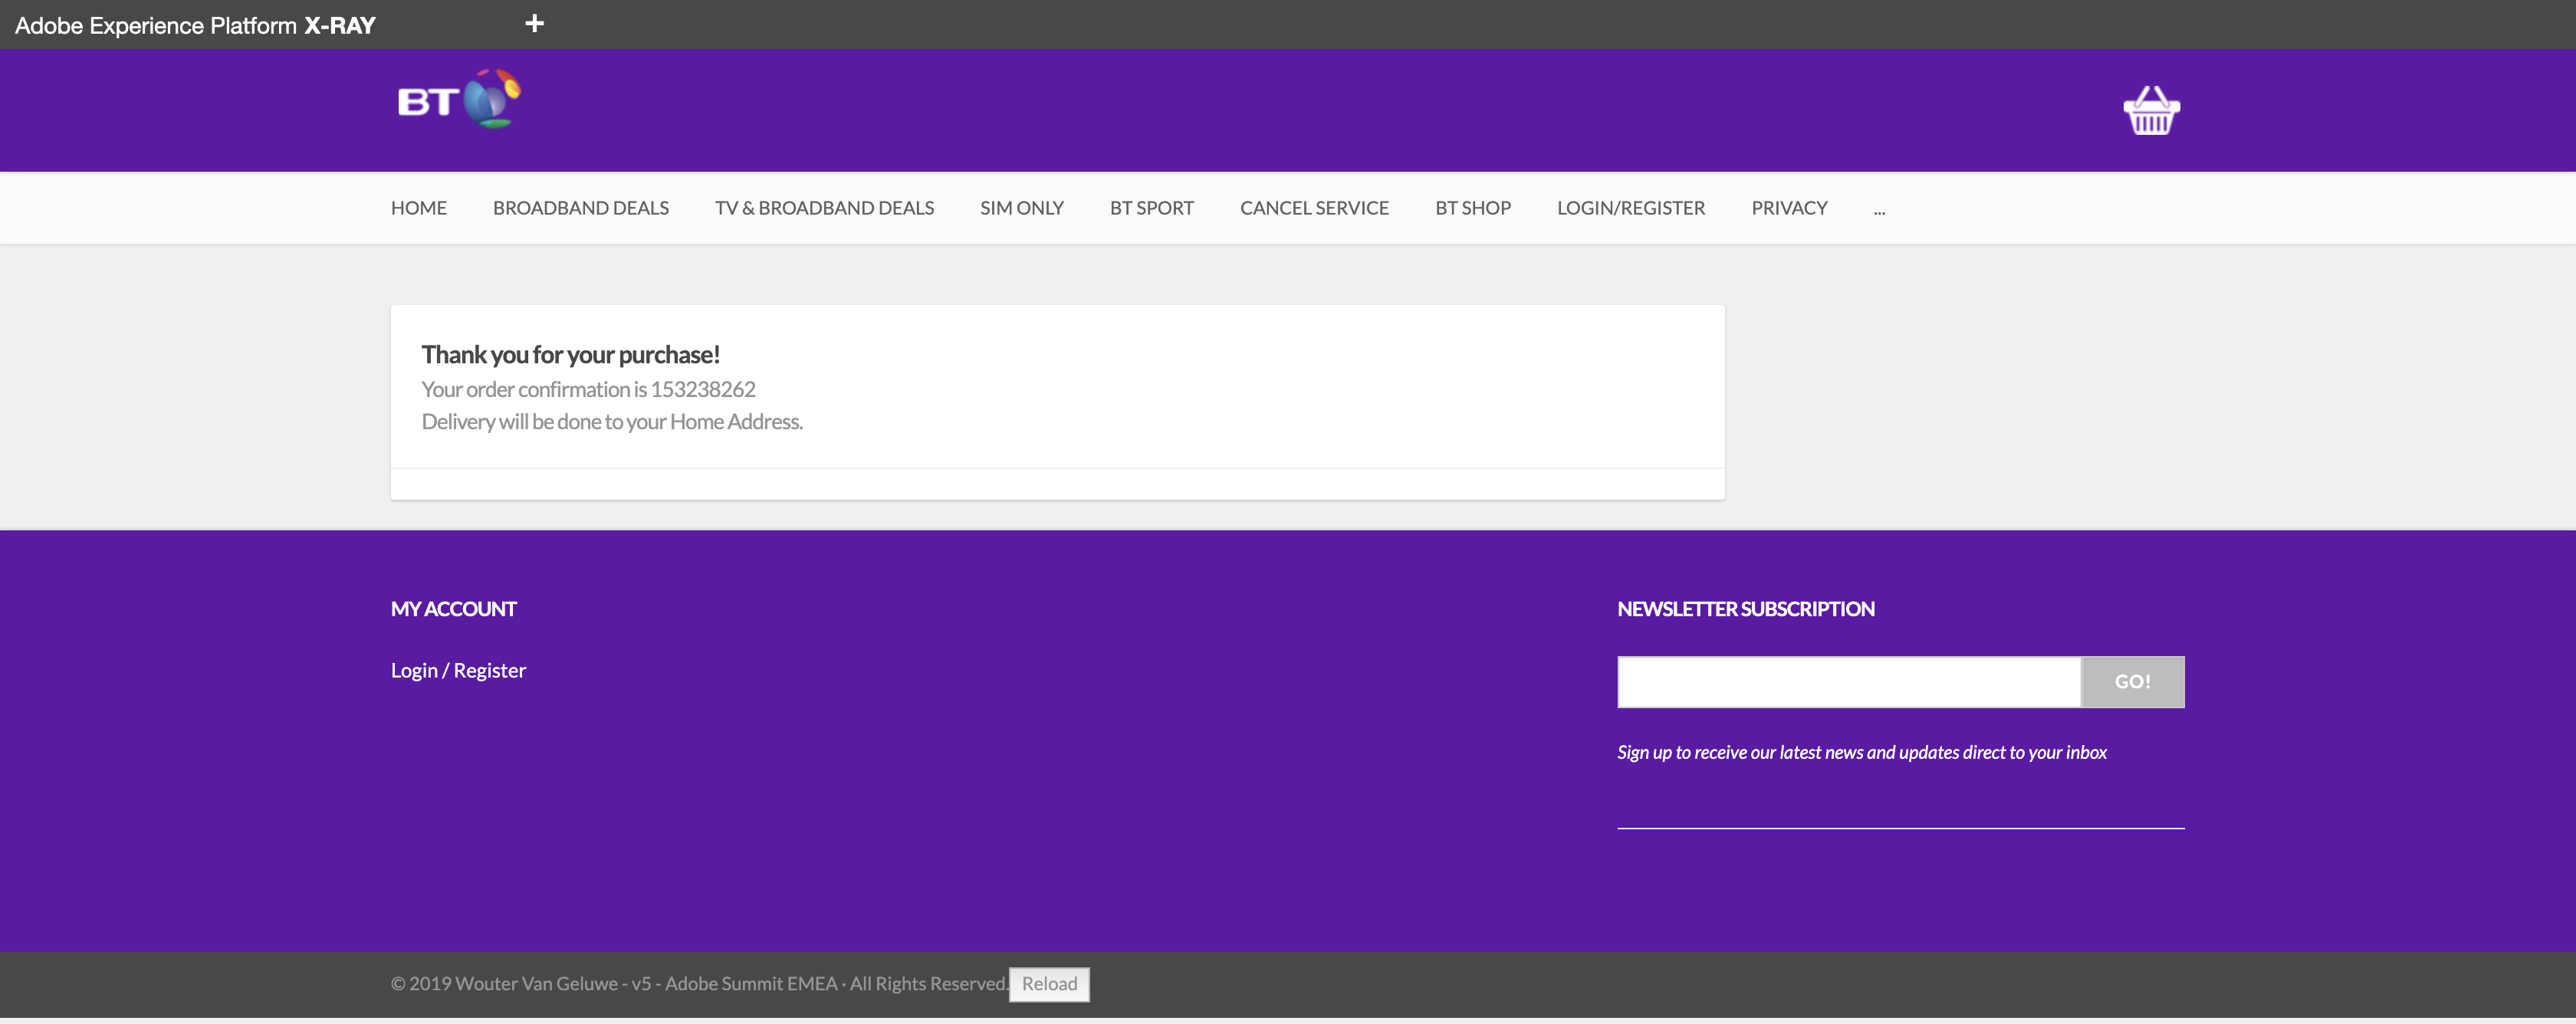 Adobe Experience Platform X-RAY +
BT
HOME BROADBAND DEALS TV & BROADBAND DEALS SIM ONLY BT SPORT CANCEL SERVICE BT SHOP LOGIN/REGISTER PRIVACY ...
Thank you for your purchase!
Your order confirmation is 153238262
Delivery will be done to your Home Address.
MY ACCOUNT
Login / Register
NEWSLETTER SUBSCRIPTION
GO!
Sign up to receive our latest news and updates direct to your inbox
© 2019 Wouter Van Geluwe - v5 - Adobe Summit EMEA · All Rights Reserved. Reload